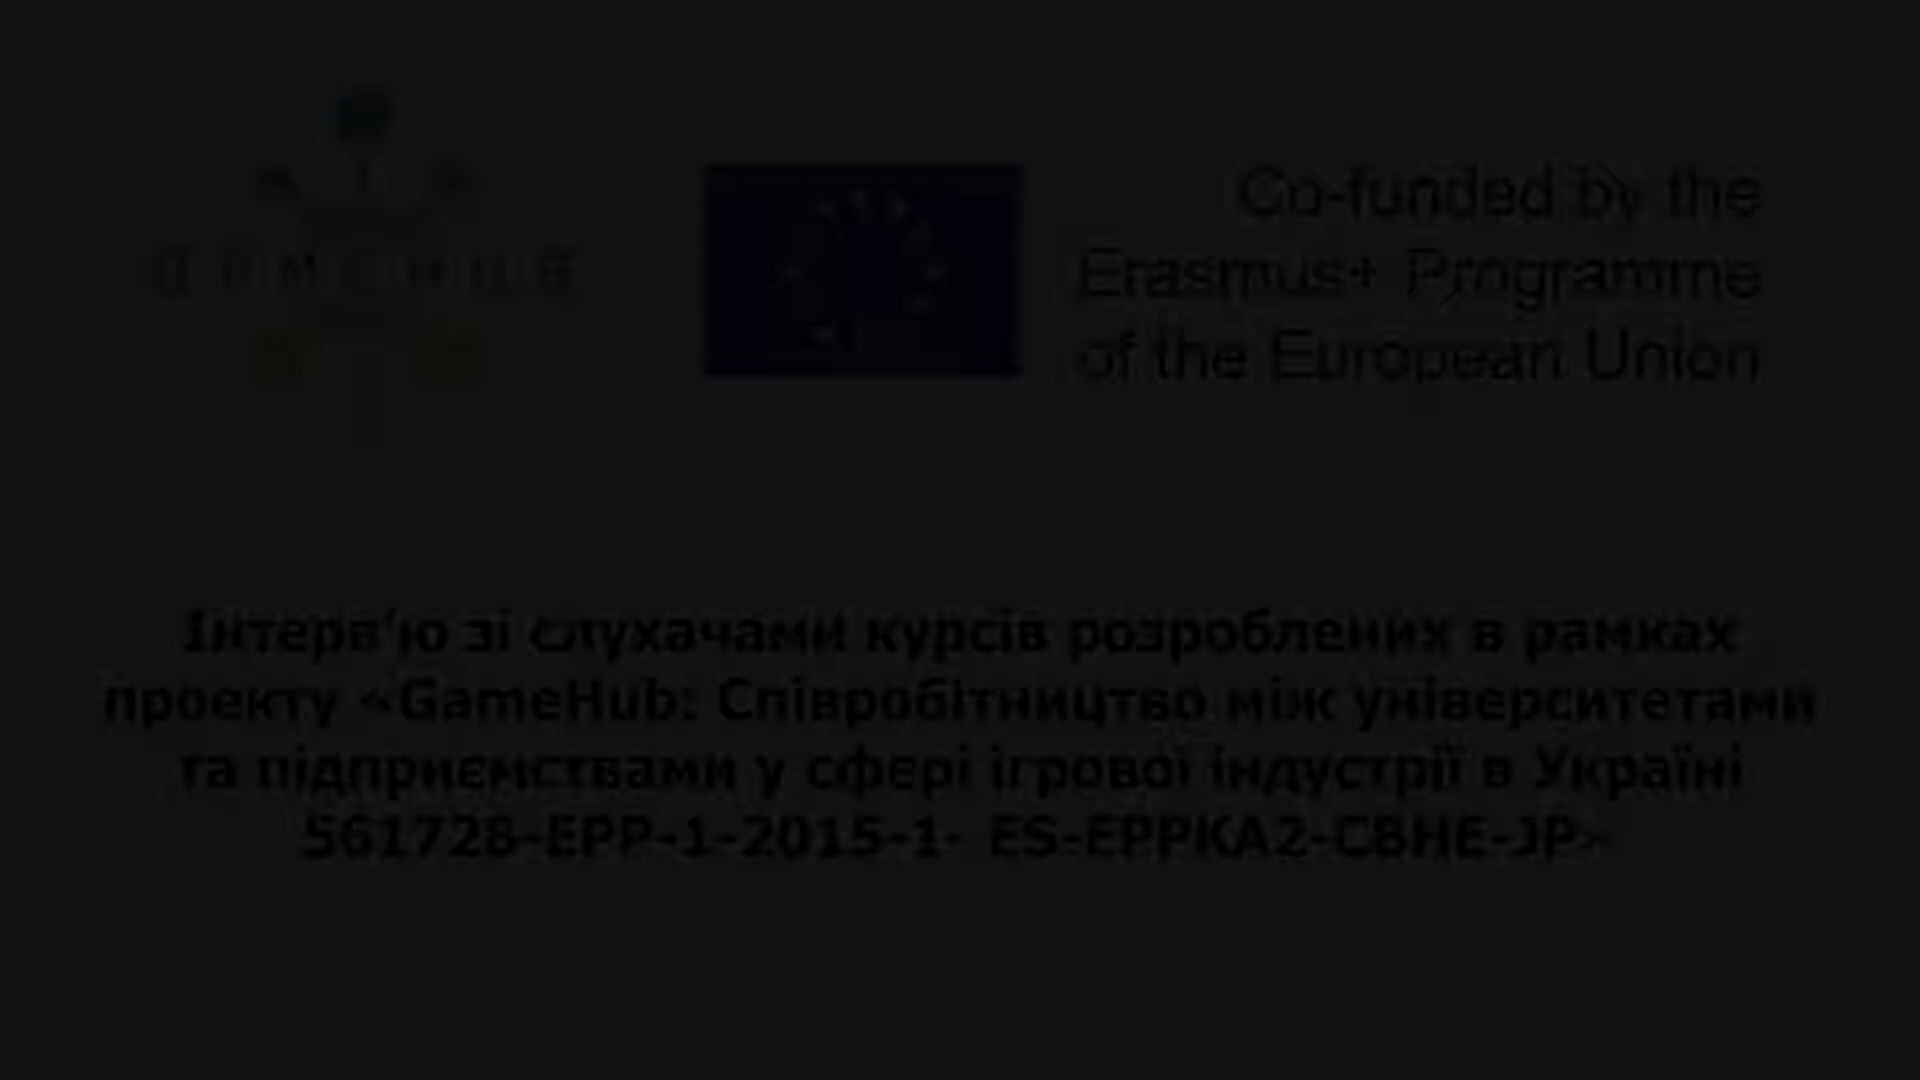 GAMEHUB
Co-funded by the
Erasmus+ Programme
of the European Union
Інтерв'ю зі слухачами курсів розроблених в рамках
проекту «GameHub: Співробітництво між університетами
та підприємствами у сфері ігрової індустрії в Україні
561728-EPP-1-2015-1- ES-EPPKA2-CBHE-JP»